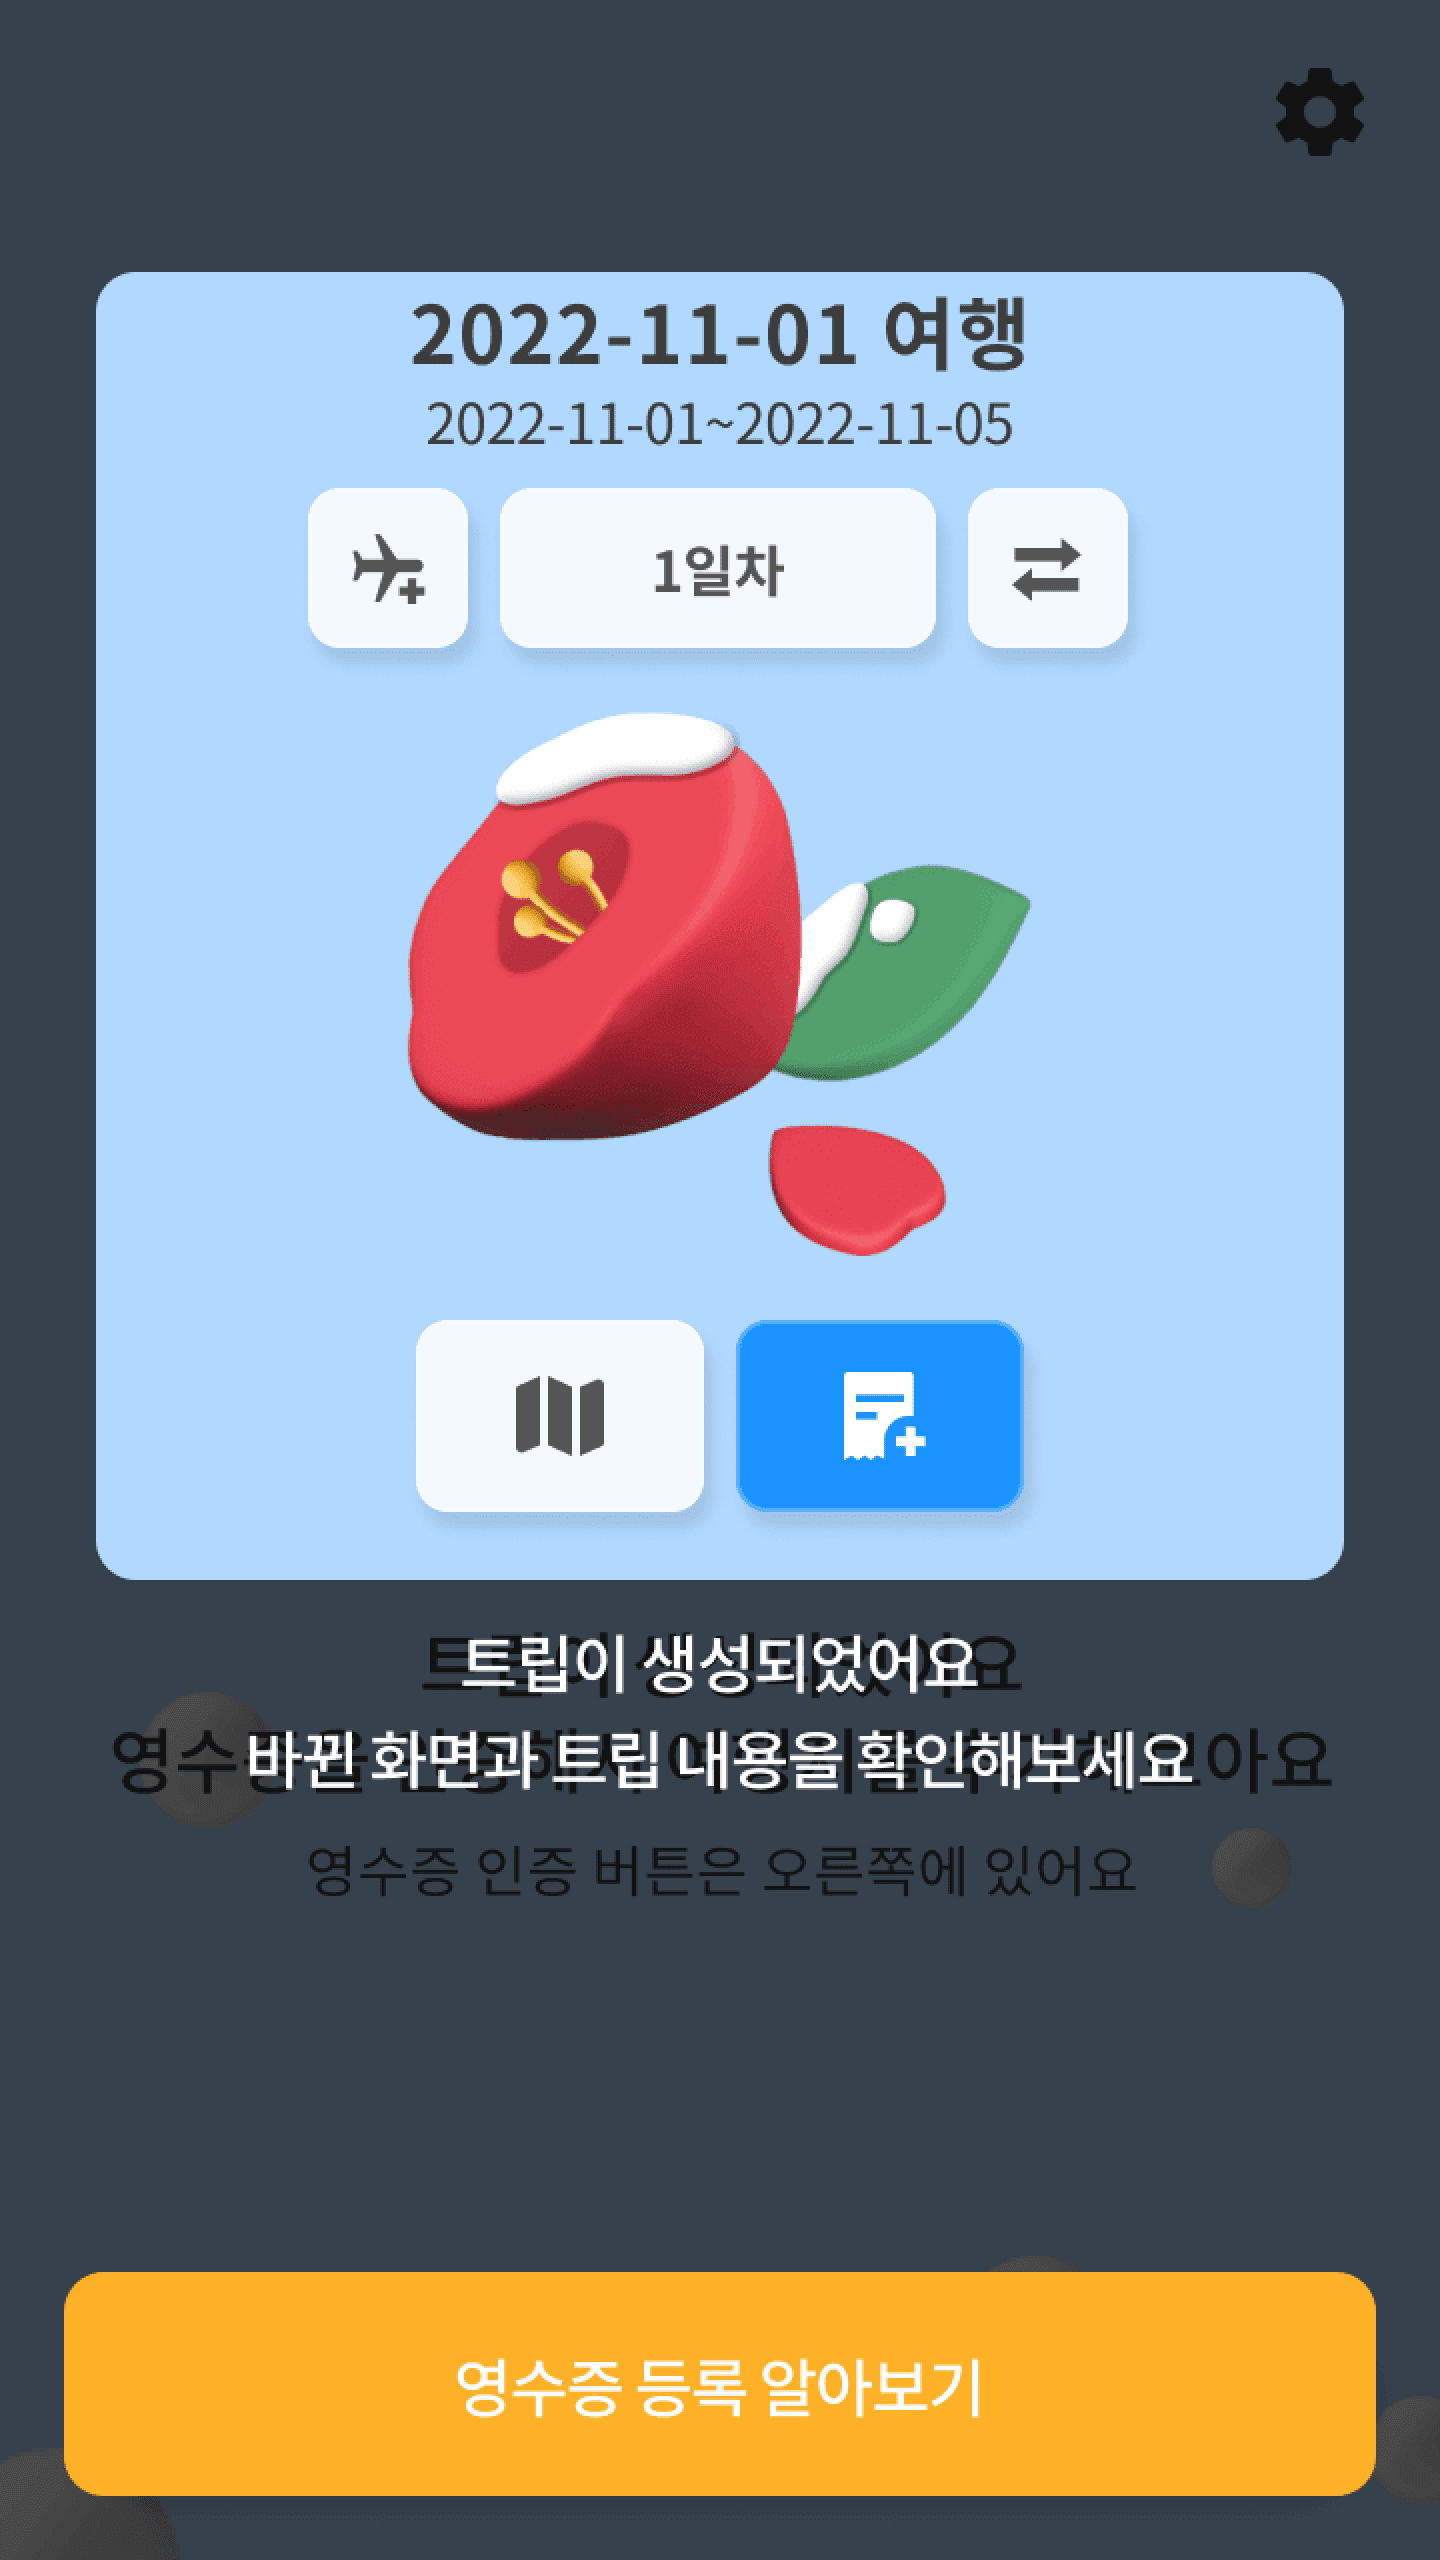 2022-11-01 여행
2022-11-01~2022-11-05
1일차
트립이 생성되었어요
바뀐 화면과 트립 내용을 확인해보세요
영수증 인증 버튼은 오른쪽에 있어요
영수증 등록 알아보기